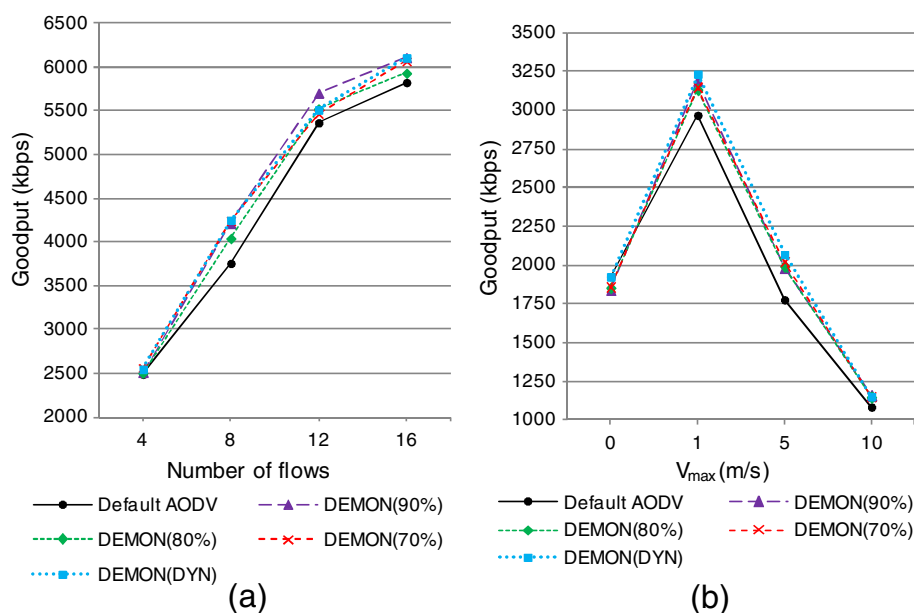 6500
6000
5500
5000
4500
4000
3500
3000
2500
2000
Goodput (kbps)
4 8 12 16
Number of flows
Default AODV DEMON(90%)
DEMON(80%) DEMON(70%)
DEMON(DYN)
(a)
3500
3250
3000
2750
2500
2250
2000
1750
1500
1250
1000
Goodput (kbps)
0 1 5 10
Vmax (m/s)
Default AODV DEMON(90%)
DEMON(80%) DEMON(70%)
DEMON(DYN)
(b)